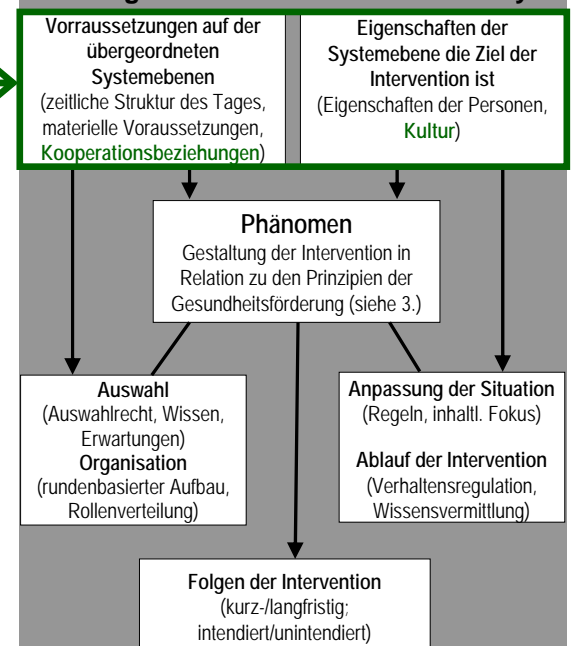 Vorraussetzungen auf der
übergeordneten
Systemebenen
(zeitliche Struktur des Tages,
materielle Voraussetzungen,
Kooperationsbeziehungen)
Eigenschaften der
Systemebene die Ziel der
Intervention ist
(Eigenschaften der Personen,
Kultur)
Phänomen
Gestaltung der Intervention in
Relation zu den Prinzipien der
Gesundheitsförderung (siehe 3.)
Auswahl
(Auswahlrecht, Wissen,
Erwartungen)
Organisation
(rundenbasierter Aufbau,
Rollenverteilung)
Anpassung der Situation
(Regeln, inhaltl. Fokus)
Ablauf der Intervention
(Verhaltensregulation,
Wissensvermittlung)
Folgen der Intervention
(kurz-/langfristig;
intendiert/unintendiert)